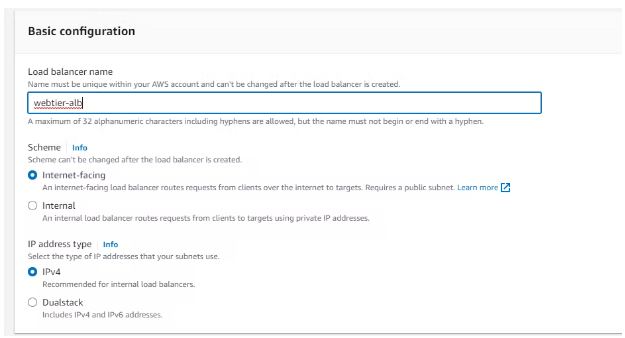 Basic configuration
Load balancer name
Name must be unique within your AWS account and can't be changed after the load balancer is created.
webtier-alb
A maximum of 32 alphanumeric characters including hyphens are allowed, but the name must not begin or end with a hyphen.
Scheme Info
Scheme can't be changed after the load balancer is created.
Internet-facing
An internet-facing load balancer routes requests from clients over the internet to targets. Requires a public subnet. Learn more
Internal
An internal load balancer routes requests from clients to targets using private IP addresses.
IP address type Info
Select the type of IP addresses that your subnets use.
IPv4
Recommended for internal load balancers.
Dualstack
Includes IPv4 and IPv6 addresses.